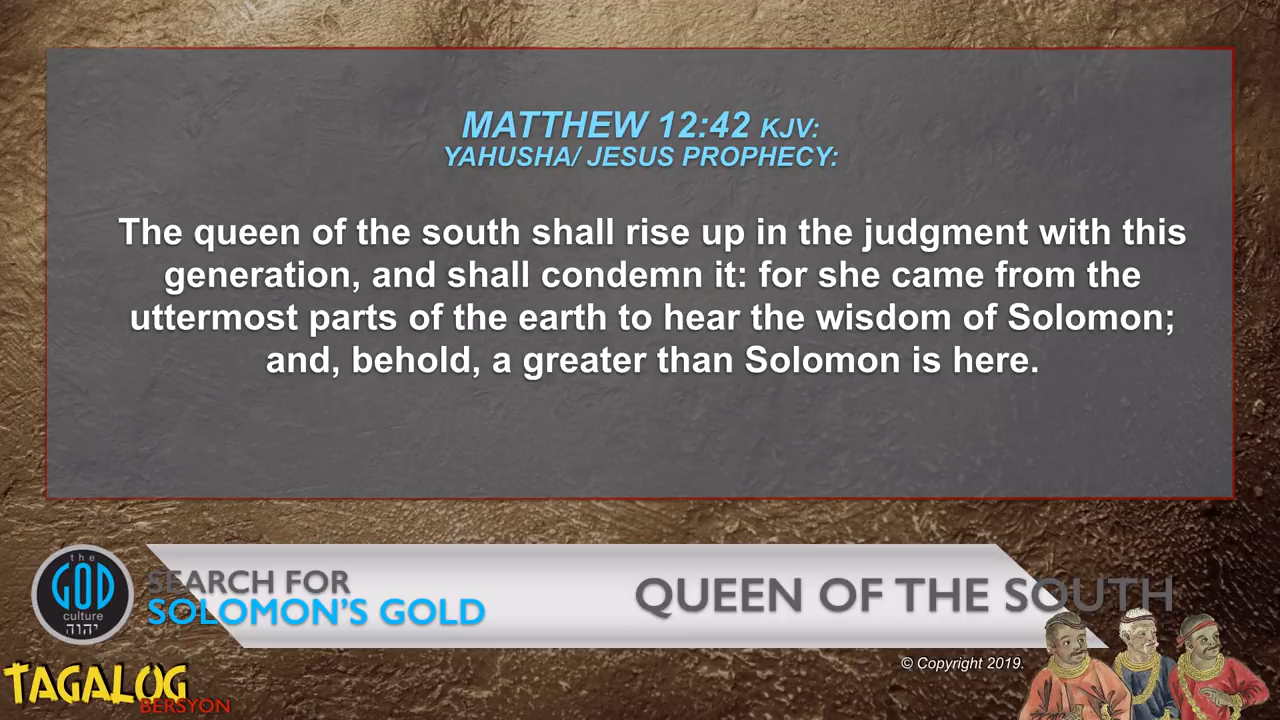 MATTHEW 12:42 KJV:
YAHUSHA/ JESUS PROPHECY:
The queen of the south shall rise up in the judgment with this
generation, and shall condemn it: for she came from the
uttermost parts of the earth to hear the wisdom of Solomon;
and, behold, a greater than Solomon is here.
the
GOD
culture
יהוה
SEARCH FOR
SOLOMON'S GOLD
QUEEN OF THE SOUTH
© Copyright 2019.
TAGALOG
BERSYON